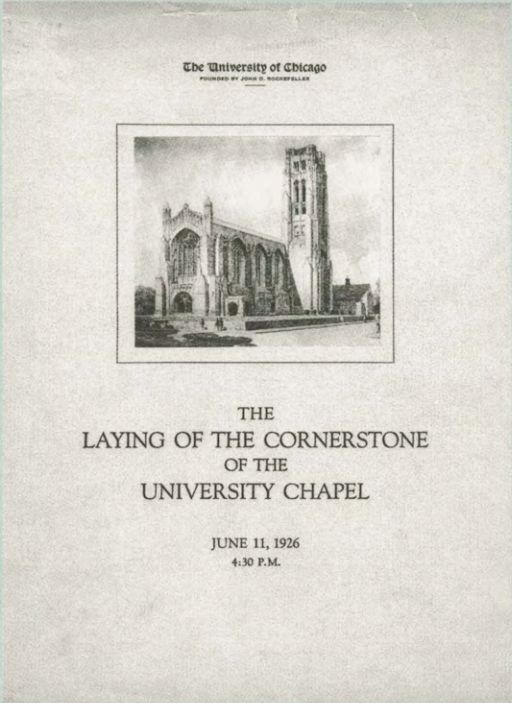 The University of Chicago
FOUNDED BY JOHN D. ROCKEFELLER
THE
LAYING OF THE CORNERSTONE
OF THE
UNIVERSITY CHAPEL
JUNE 11, 1926
4:30 P.M.